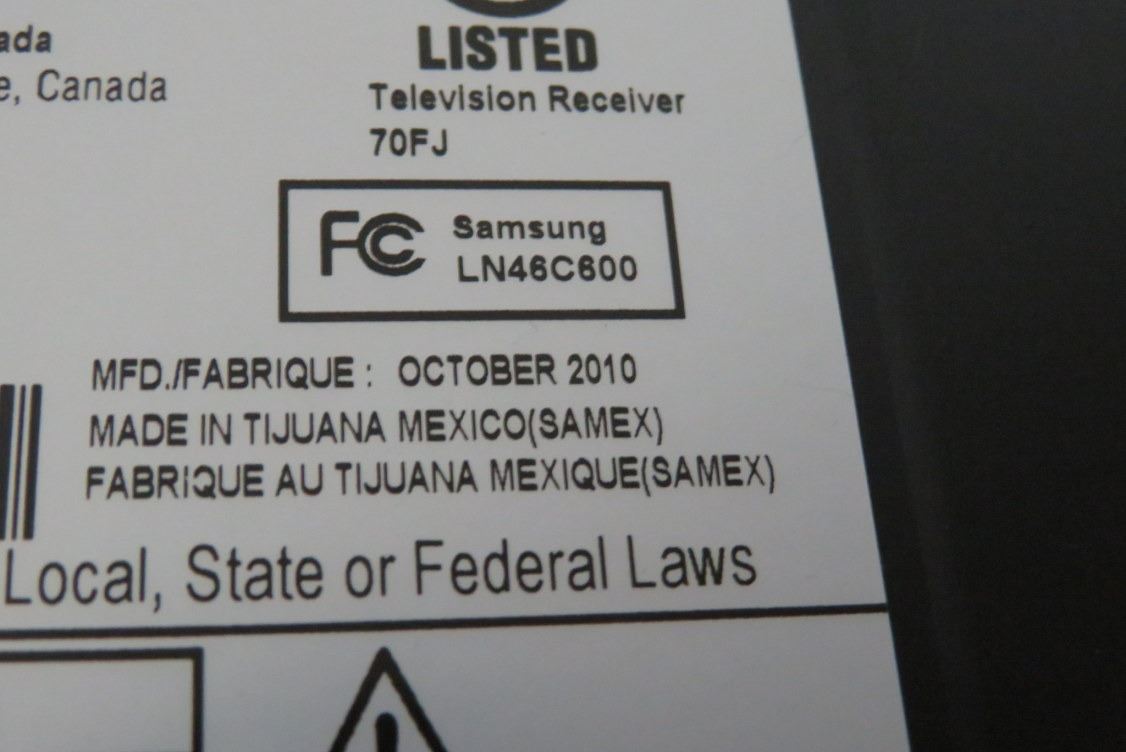 ada
e, Canada
LISTED
Television Receiver
70FJ
FC Samsung
LN46C600
MFD./FABRIQUE : OCTOBER 2010
MADE IN TIJUANA MEXICO(SAMEX)
FABRiQUE AU TIJUANA MEXIQUE(SAMEX)
Local, State or Federal Laws
!